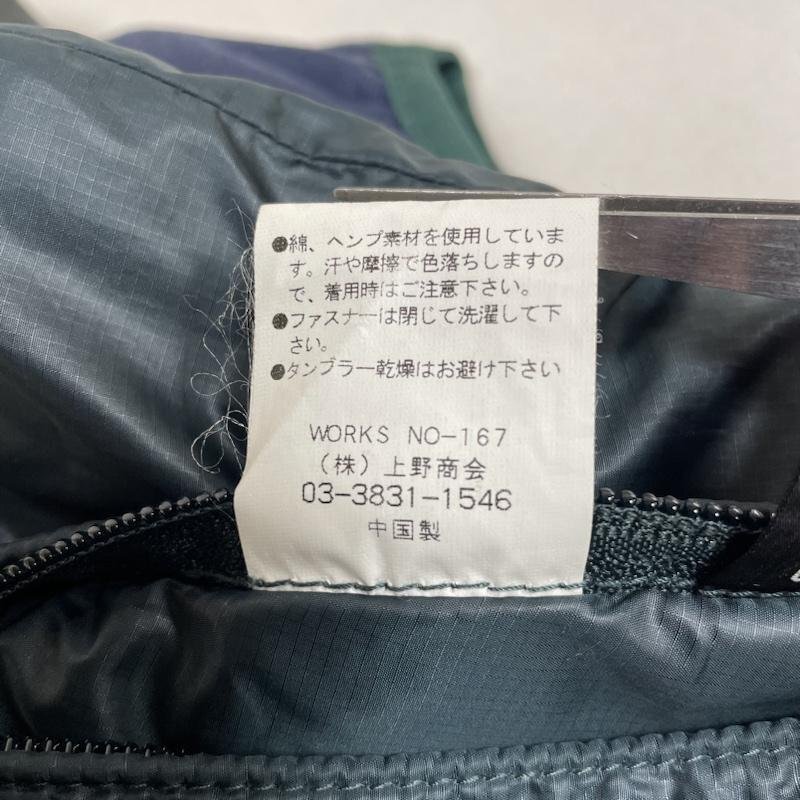 ●綿、ヘンプ素材を使用していま
す。汗や摩擦で色落ちしますの
で、着用時はご注意下さい。
●ファスナーは閉じて洗濯して下
さい。
●タンブラー乾燥はお避け下さい
WORKS NO-167
(株)上野商会
03-3831-1546
中国製